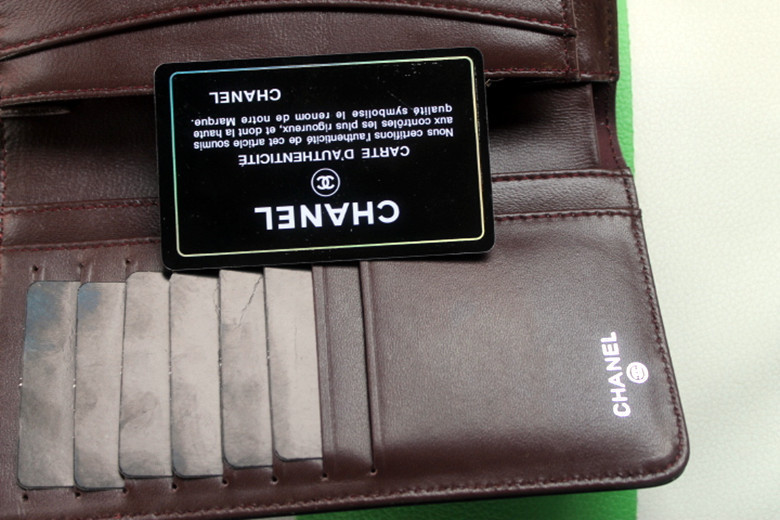 CHANEL
CARTE D'AUTHENTICITÉ
Nous certifions l'authenticité de cet article soumis
aux contrôles les plus rigoureux, et dont la haute
qualité symbolise le renom de notre Marque.
CHANEL
CHANEL